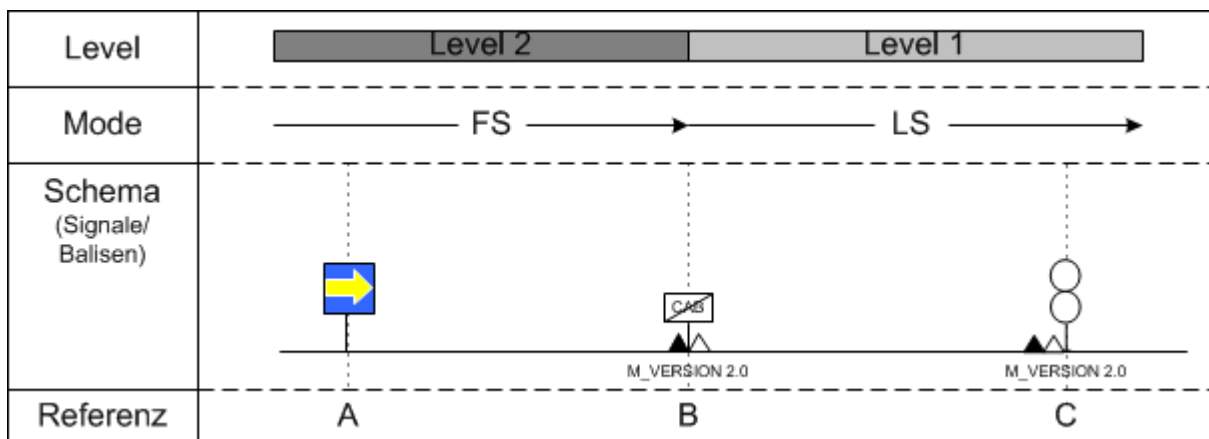 Level
Level 2
Level 1
Mode
FS
LS
Schema
(Signale/
Balisen)
CAB
M_VERSION 2.0
M_VERSION 2.0
Referenz
A
B
C